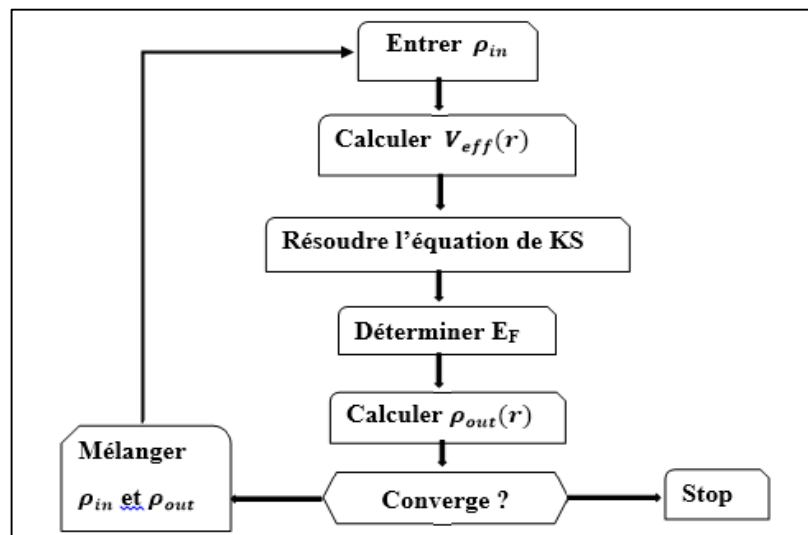 Entrer ρin
Calculer Veff(r)
Résoudre l'équation de KS
Déterminer EF
Calculer ρout(r)
Mélanger
ρin et ρout
Converge ?
Stop